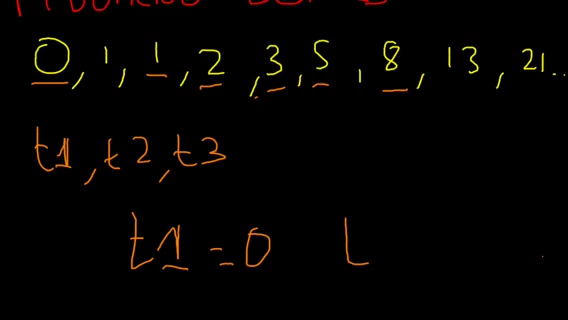 0, 1, 1, 2, 3, 5, 8, 13, 21..
t1, t2, t3
t1 = 0